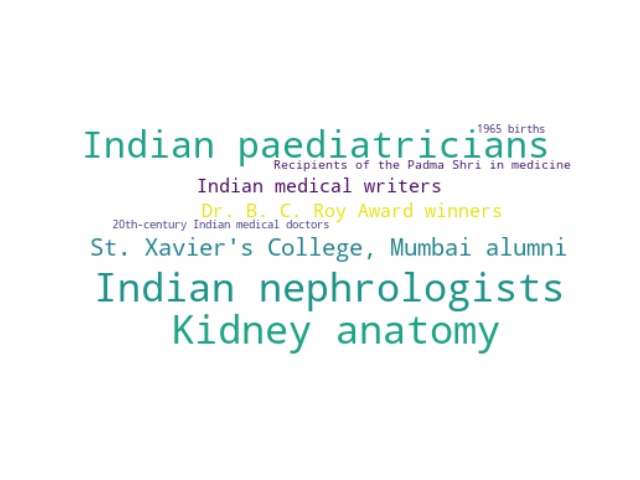 1965 births
Indian paediatricians
Recipients of the Padma Shri in medicine
Indian medical writers
Dr. B. C. Roy Award winners
20th-century Indian medical doctors
St. Xavier's College, Mumbai alumni
Indian nephrologists
Kidney anatomy